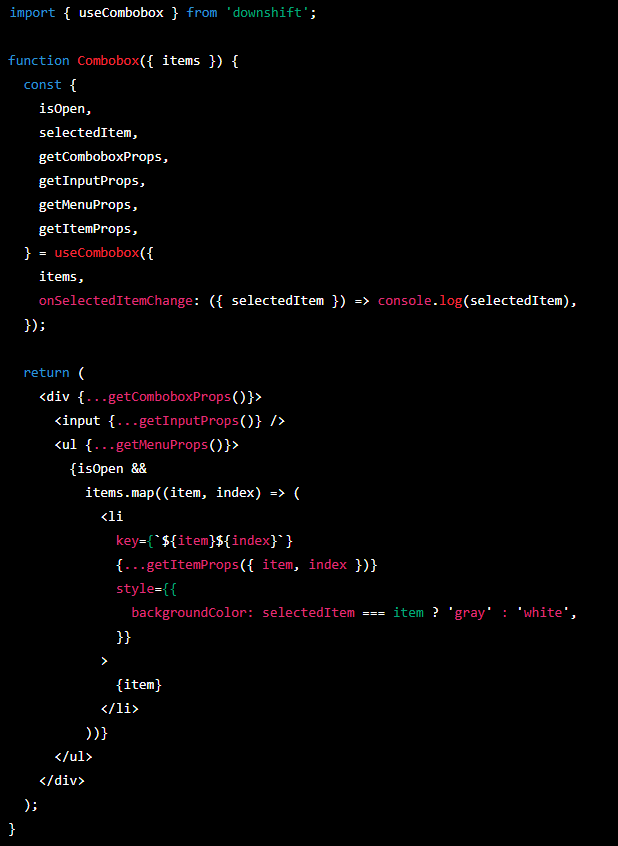 import { useCombobox } from 'downshift';

function Combobox({ items }) {
  const {
    isOpen,
    selectedItem,
    getComboboxProps,
    getInputProps,
    getMenuProps,
    getItemProps,
  } = useCombobox({
    items,
    onSelectedItemChange: ({ selectedItem }) => console.log(selectedItem),
  });

  return (
    <div {...getComboboxProps()}>
      <input {...getInputProps()} />
      <ul {...getMenuProps()}>
        {isOpen &&
          items.map((item, index) => (
            <li
              key={`${item}${index}`}
              {...getItemProps({ item, index })}
              style={{
                backgroundColor: selectedItem === item ? 'gray' : 'white',
              }}
            >
              {item}
            </li>
          ))}
      </ul>
    </div>
  );
}